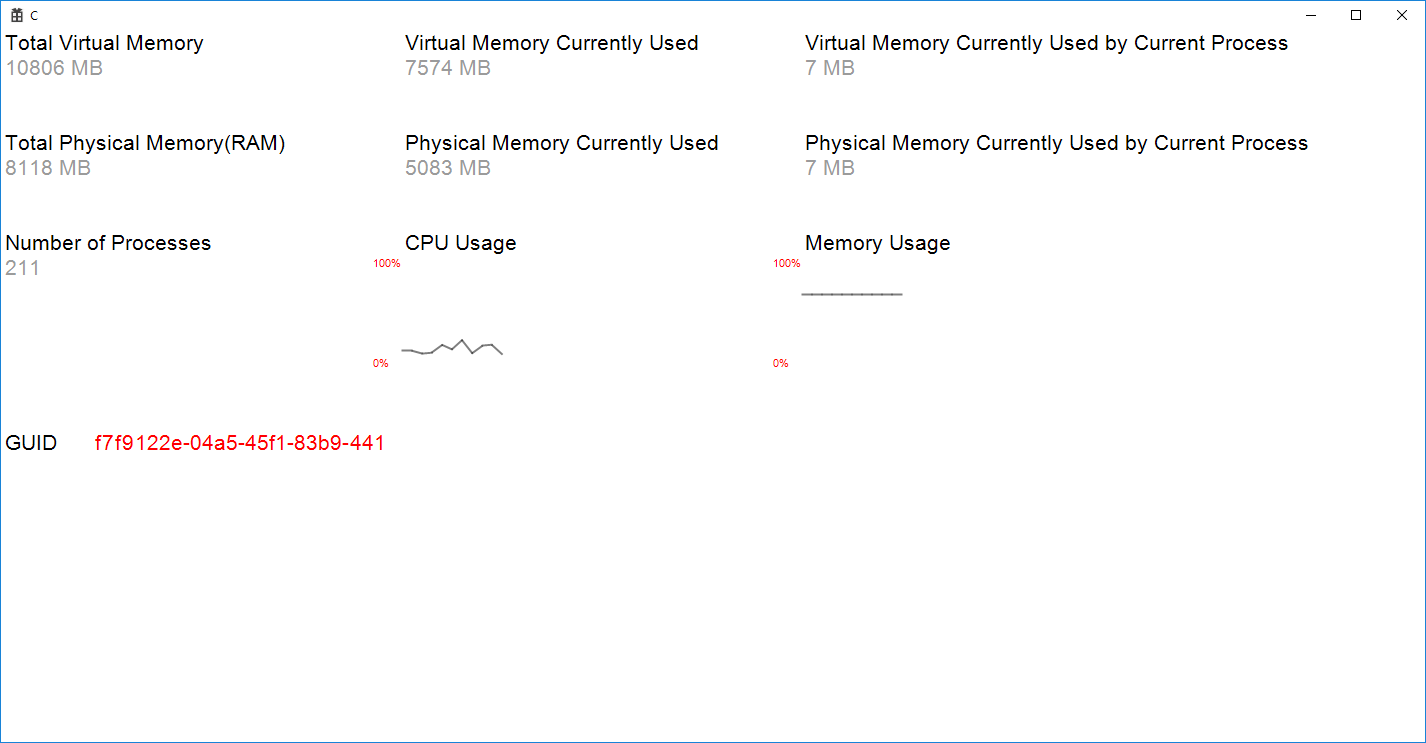 C
Total Virtual Memory
10806 MB
Virtual Memory Currently Used
7574 MB
Virtual Memory Currently Used by Current Process
7 MB
Total Physical Memory(RAM)
8118 MB
Physical Memory Currently Used
5083 MB
Physical Memory Currently Used by Current Process
7 MB
Number of Processes
211
CPU Usage
100%
0%
Memory Usage
100%
0%
GUID f7f9122e-04a5-45f1-83b9-441